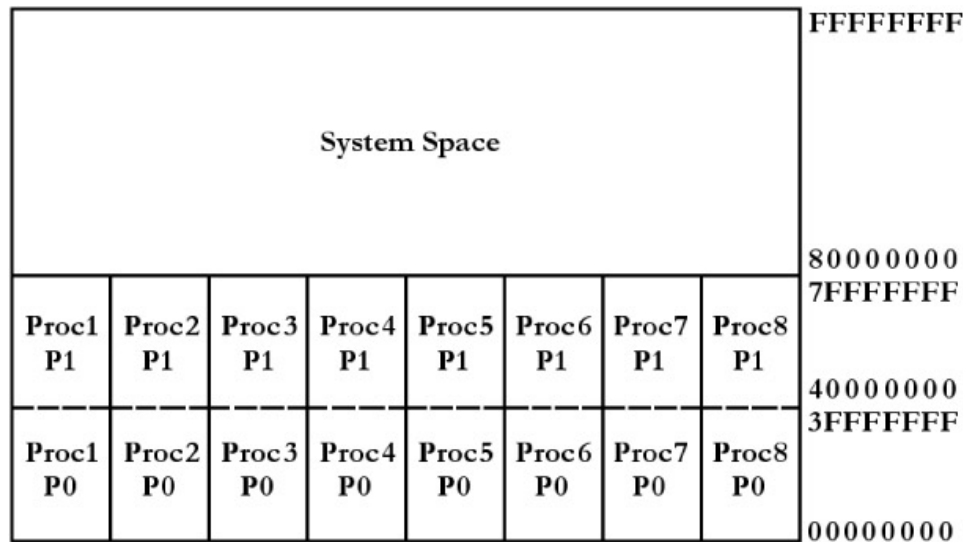 FFFFFFFF
System Space
80000000
7FFFFFFF
Proc1 Proc2 Proc3 Proc4 Proc5 Proc6 Proc7 Proc8
P1 P1 P1 P1 P1 P1 P1 P1
40000000
3FFFFFFF
Proc1 Proc2 Proc3 Proc4 Proc5 Proc6 Proc7 Proc8
P0 P0 P0 P0 P0 P0 P0 P0
00000000